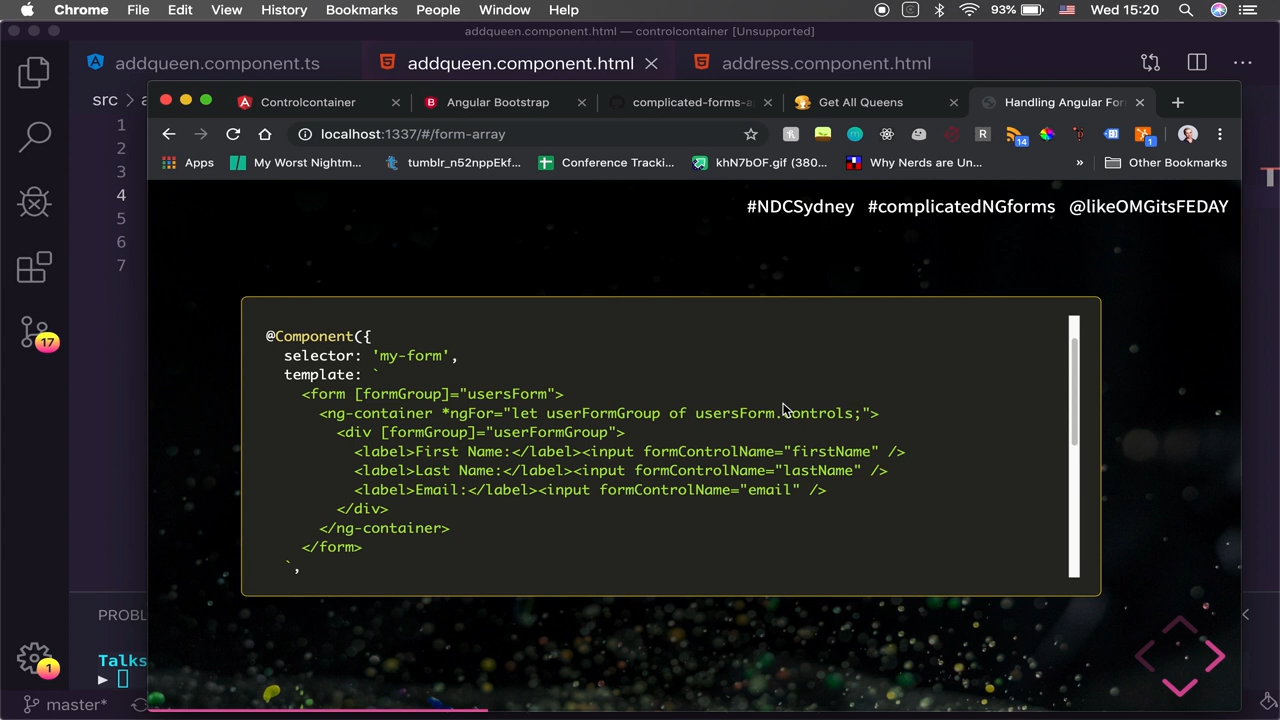 Chrome File Edit View History Bookmarks People Window Help 93% Wed 15:20
addqueen.component.html — controlcontainer [Unsupported]
addqueen.component.ts addqueen.component.html address.component.html
src > a
Controlcontainer Angular Bootstrap complicated-forms-a Get All Queens Handling Angular For
localhost:1337/#/form-array
14 1
Apps My Worst Nightm... tumblr_n52nppEkf... Conference Tracki... khN7bOF.gif (380... Why Nerds are Un... » Other Bookmarks
1
2
3
4
5
6
7
17
1
#NDCSydney #complicatedNGforms @likeOMGitsFEDAY
@Component({
selector: 'my-form',
template: `
<form [formGroup]="usersForm">
<ng-container *ngFor="let userFormGroup of usersForm.controls;">
<div [formGroup]="userFormGroup">
<label>First Name:</label><input formControlName="firstName" />
<label>Last Name:</label><input formControlName="lastName" />
<label>Email:</label><input formControlName="email" />
</div>
</ng-container>
</form>
`,
PROBL
Talks
master*